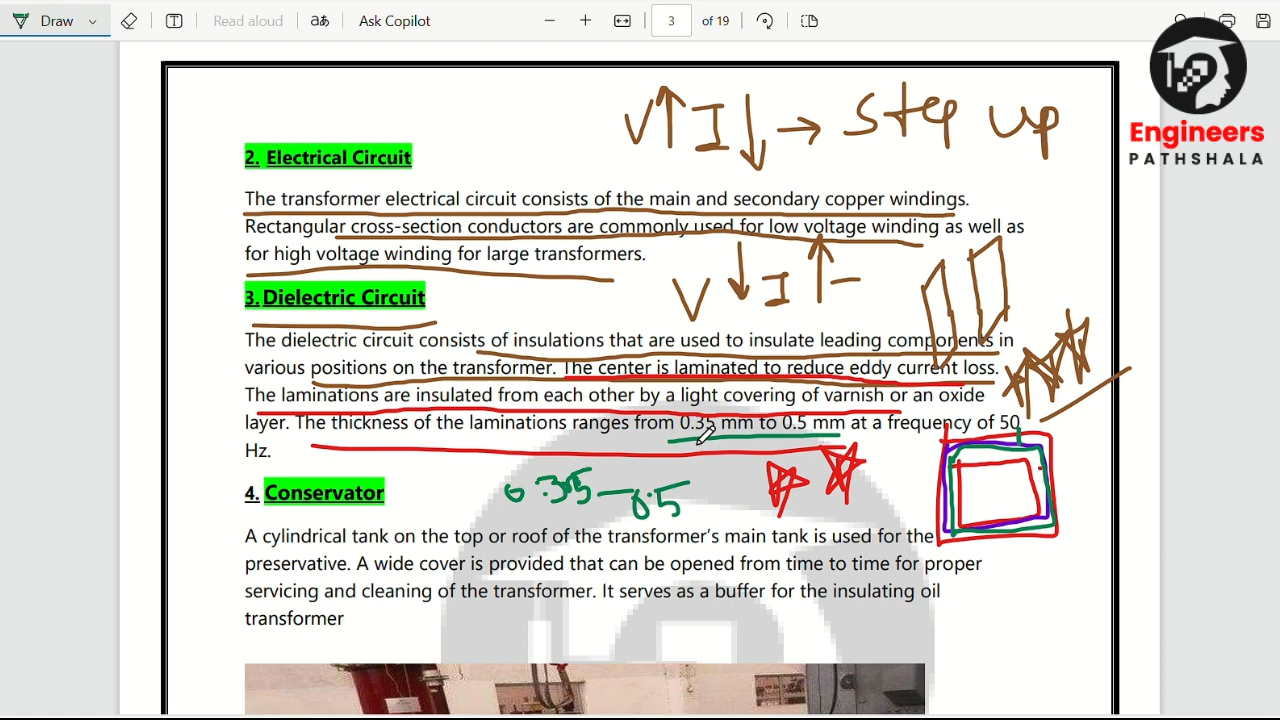 Draw
Read aloud
aあ
Ask Copilot
3
of 19
Engineers
PATHSHALA
V↑ I↓ → Step up
2. Electrical Circuit
The transformer electrical circuit consists of the main and secondary copper windings.
Rectangular cross-section conductors are commonly used for low voltage winding as well as
for high voltage winding for large transformers.
V↓ I↑ –
3. Dielectric Circuit
The dielectric circuit consists of insulations that are used to insulate leading components in
various positions on the transformer. The center is laminated to reduce eddy current loss.
The laminations are insulated from each other by a light covering of varnish or an oxide
layer. The thickness of the laminations ranges from 0.35 mm to 0.5 mm at a frequency of 50
Hz.
4. Conservator
A cylindrical tank on the top or roof of the transformer’s main tank is used for the
preservative. A wide cover is provided that can be opened from time to time for proper
servicing and cleaning of the transformer. It serves as a buffer for the insulating oil
transformer